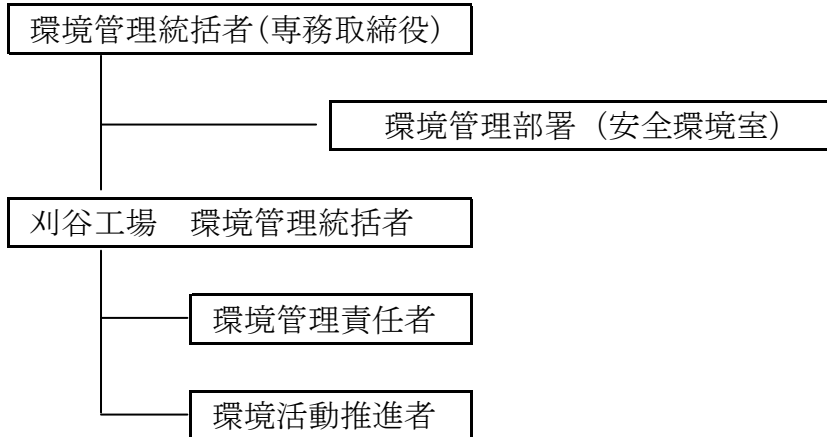 環境管理統括者(専務取締役)
環境管理部署（安全環境室）
刈谷工場　環境管理統括者
環境管理責任者
環境活動推進者